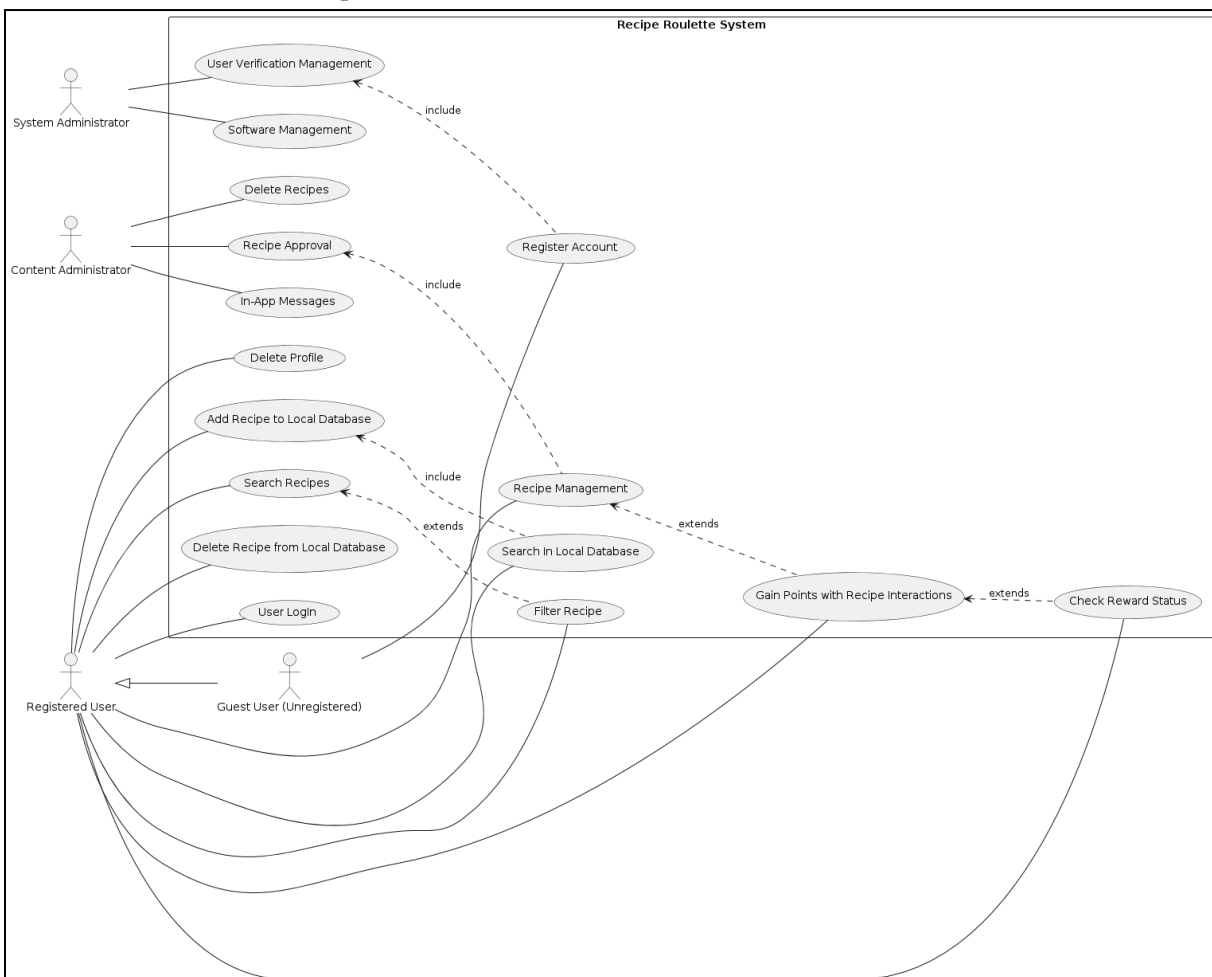 Recipe Roulette System
User Verification Management
include
System Administrator
Software Management
Delete Recipes
Content Administrator
Recipe Approval
Register Account
include
In-App Messages
Delete Profile
Add Recipe to Local Database
include
Search Recipes
Recipe Management
extends
extends
Delete Recipe from Local Database
Search In Local Database
Gain Points with Recipe Interactions
extends
Check Reward Status
User LogIn
Filter Recipe
Registered User
Guest User (Unregistered)